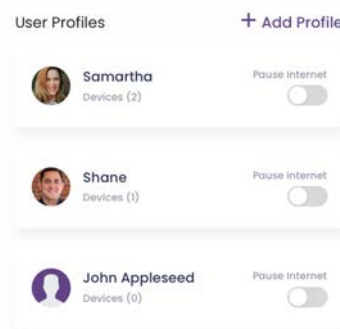 User Profiles
+ Add Profile
Samartha
Pause Internet
Devices (2)
Shane
Pause Internet
Devices (1)
John Appleseed
Pause Internet
Devices (0)